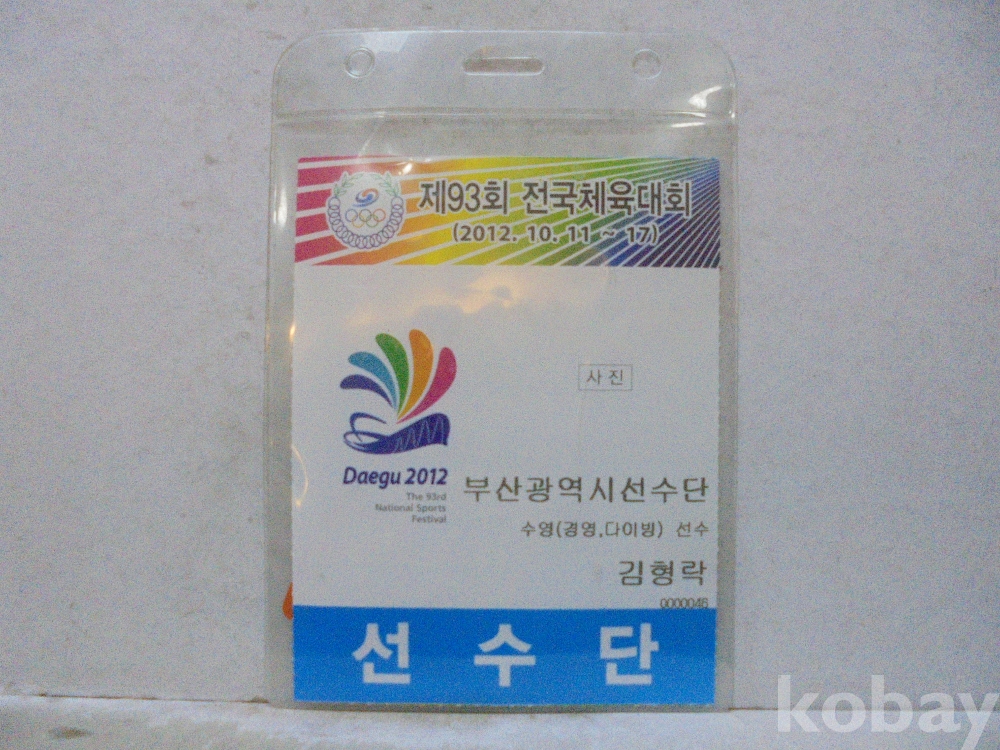 제93회 전국체육대회
(2012. 10. 11 ~ 17)
사 진
Daegu 2012
The 93rd
National Sports
Festival
부산광역시선수단
수영(경영,다이빙) 선수
김형락
0000046
선 수 단
kobay